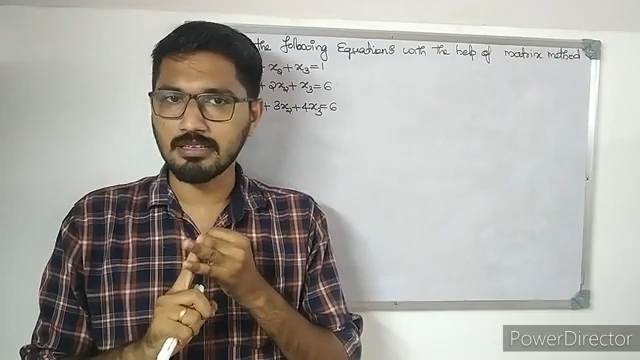 the following Equations with the help of matrix method
x₂ + x₃ = 1
+ 2x₂ + x₃ = 6
+ 3x₂ + 4x₃ = 6
PowerDirector